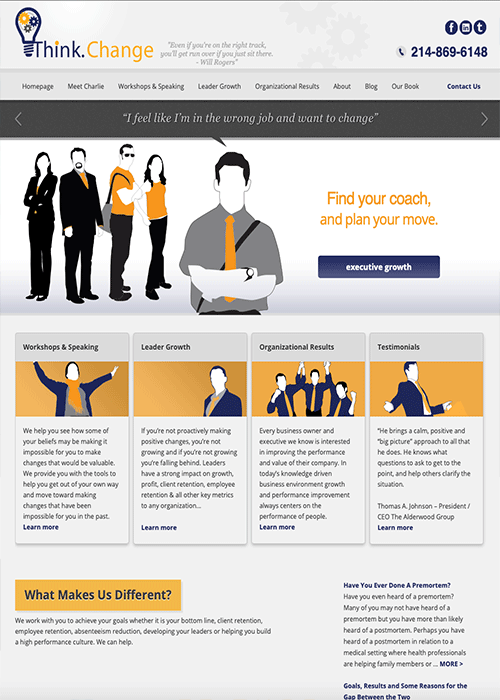 Think.Change
"Even if you're on the right track,
you'll get run over if you just sit there.
- Will Rogers"
214-869-6148
Homepage Meet Charlie Workshops & Speaking Leader Growth Organizational Results About Blog Our Book Contact Us
"I feel like I'm in the wrong job and want to change"
Find your coach,
and plan your move.
executive growth
Workshops & Speaking
We help you see how some of
your beliefs may be making it
impossible for you to make
changes that would be valuable.
We provide you with the tools to
help you get out of your own way
and move toward making
changes that have been
impossible for you in the past.
Learn more
Leader Growth
If you're not proactively making
positive changes, you're not
growing and if you're not growing
you're falling behind. Leaders
have a strong impact on growth,
profit, client retention, employee
retention & all other key metrics
to any organization...
Learn more
Organizational Results
Every business owner and
executive we know is interested
in improving the performance
and value of their company. In
today's knowledge driven
business environment growth
and performance improvement
always centers on the
performance of people.
Learn more
Testimonials
"He brings a calm, positive and
"big picture" approach to all that
he does. He knows what
questions to ask to get to the
point, and help others clarify the
situation.
Thomas A. Johnson – President /
CEO The Alderwood Group
Learn more
What Makes Us Different?
We work with you to achieve your goals whether it is your bottom line, client retention,
employee retention, absenteeism reduction, developing your leaders or helping you build
a high performance culture. We can help.
Have You Ever Done A Premortem?
Have you even heard of a premortem?
Many of you may not have heard of a
premortem but you have more than likely
heard of a postmortem. Perhaps you have
heard of a postmortem in relation to a
medical setting where health professionals
are helping family members or ... MORE >
Goals, Results and Some Reasons for the
Gap Between the Two